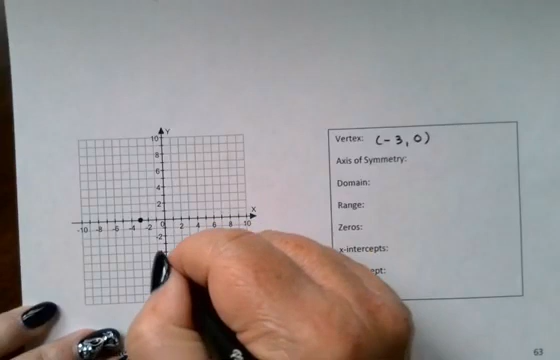 Y
10
8
6
4
2
X
-10 -8 -6 -4 -2 0 2 4 6 8 10
-2
Vertex: (-3, 0)
Axis of Symmetry:
Domain:
Range:
Zeros:
x-intercepts:
63